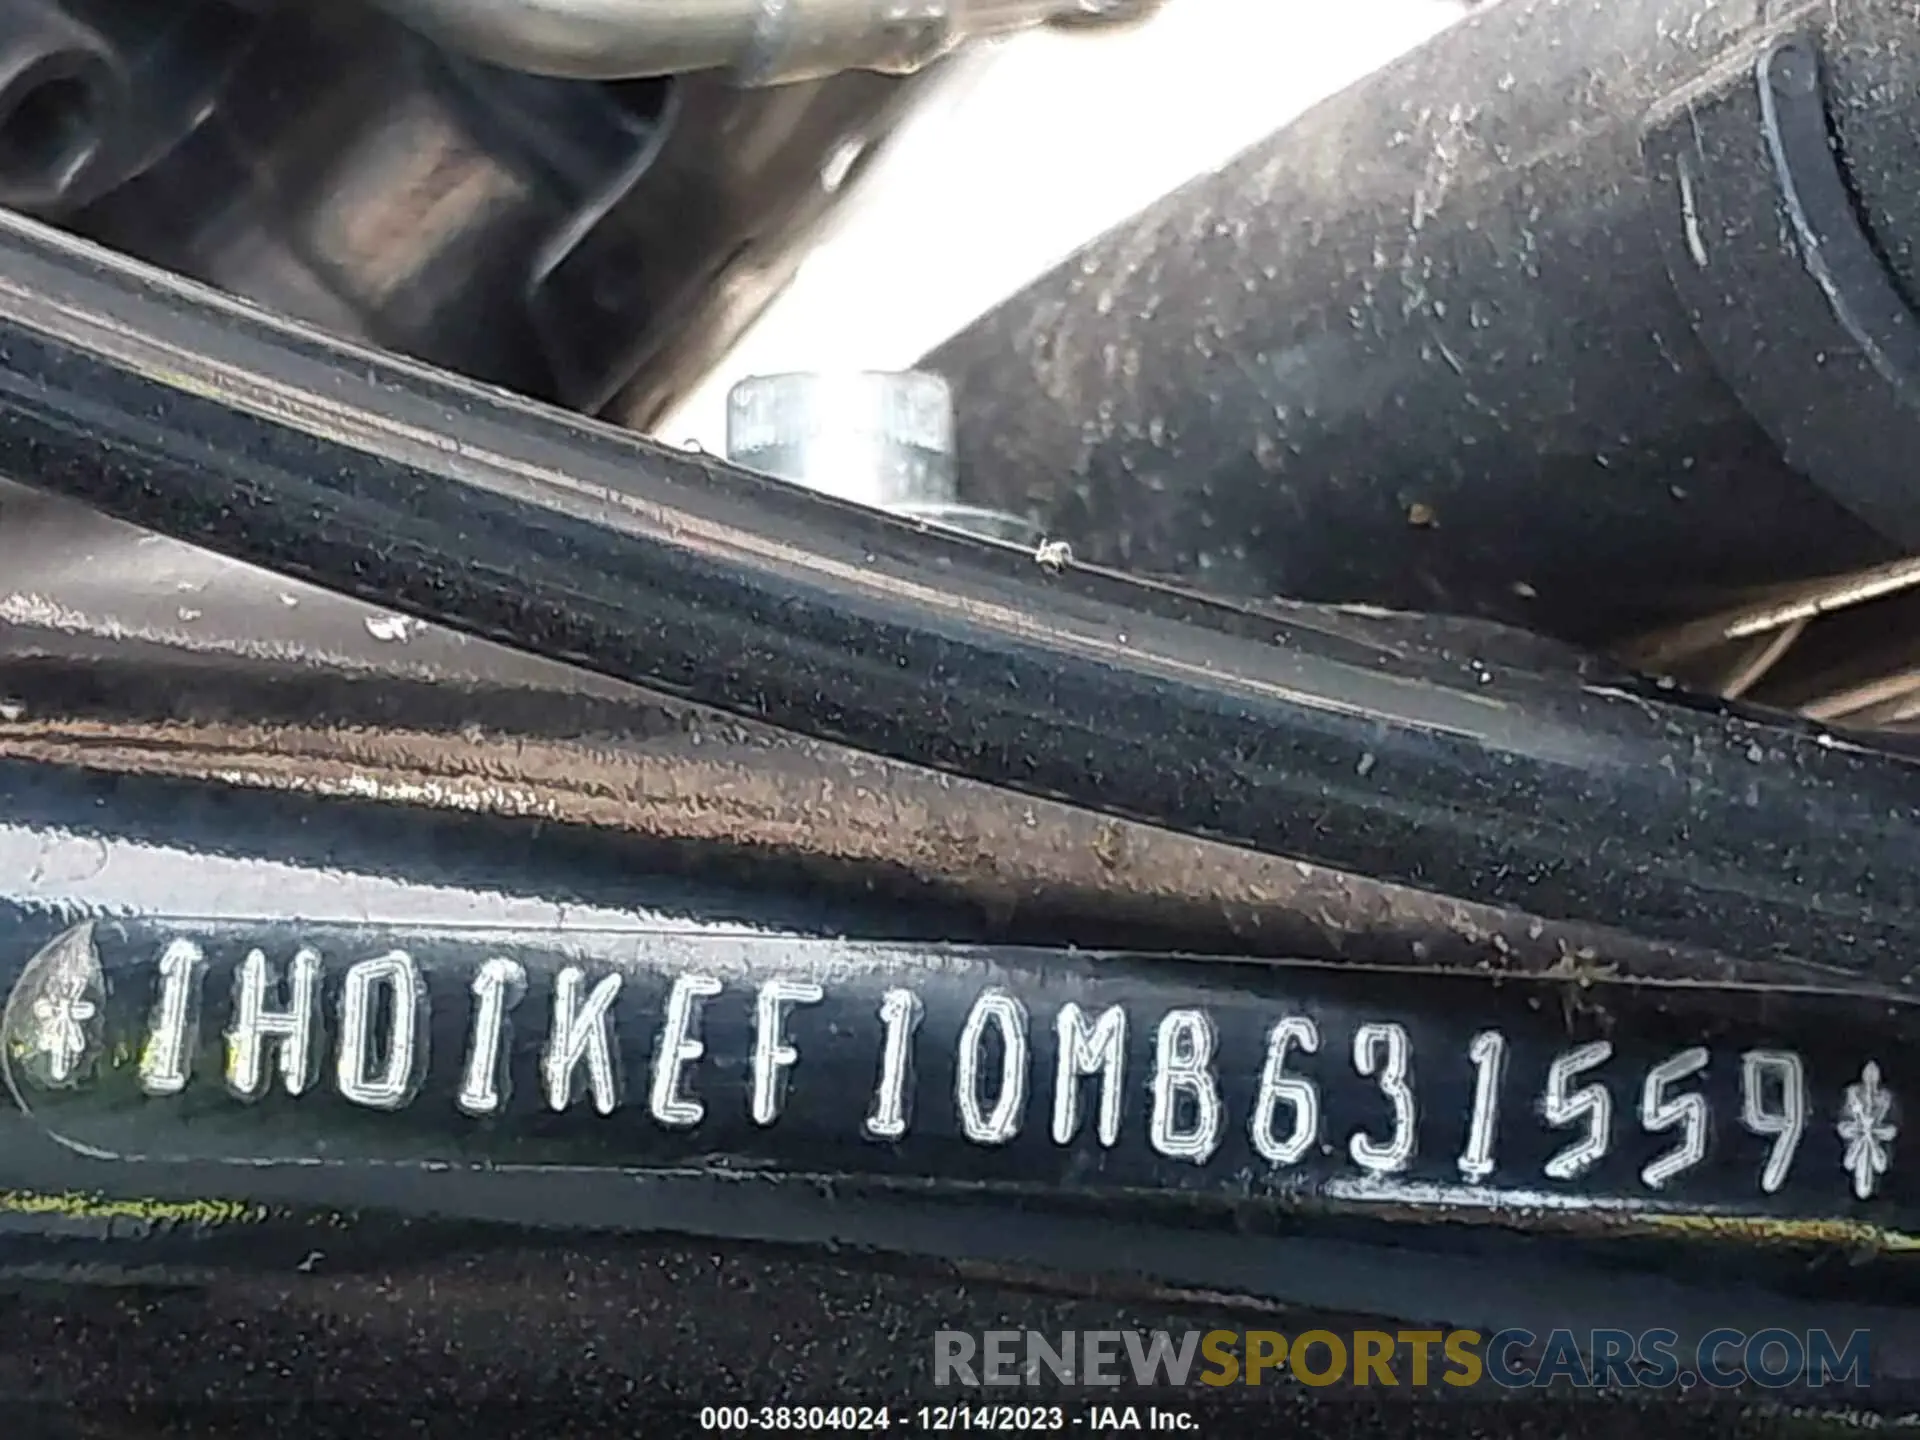 *1HD1KEF10MB631559*
RENEWSPORTSCARS.COM
000-38304024 - 12/14/2023 - IAA Inc.